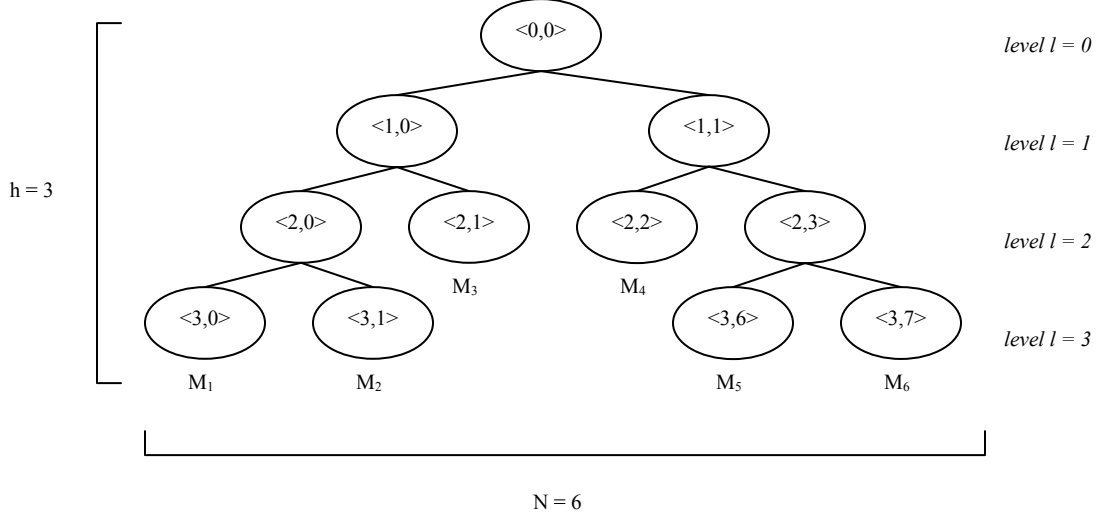 <0,0>
level l = 0
<1,0>
<1,1>
level l = 1
h = 3
<2,0>
<2,1>
<2,2>
<2,3>
level l = 2
M₃
M₄
<3,0>
<3,1>
<3,6>
<3,7>
level l = 3
M₁
M₂
M₅
M₆
N = 6